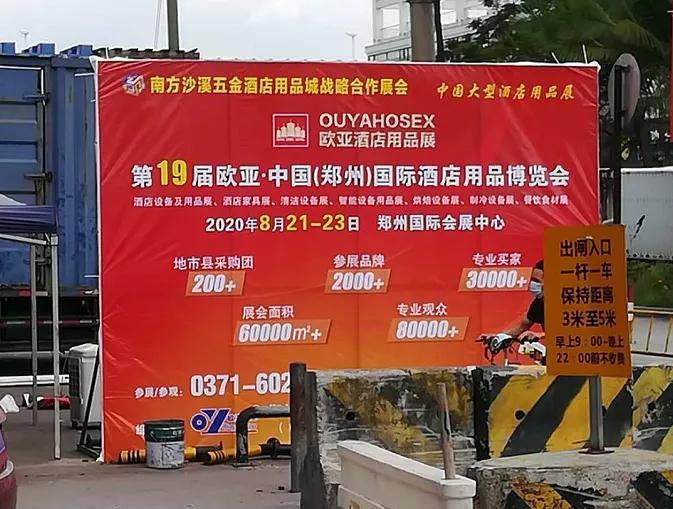 南方沙溪五金酒店用品城战略合作展会
中国大型酒店用品展
OUYAHOSEX
欧亚酒店用品展
第19届欧亚·中国(郑州)国际酒店用品博览会
酒店设备及用品展、酒店家具展、清洁设备展、智能设备用品展、烘焙设备展、制冷设备展、餐饮食材展
2020年8月21-23日 郑州国际会展中心
地市县采购团
200+
参展品牌
2000+
专业买家
30000+
展会面积
60000m²+
专业观众
80000+
参展/参观: 0371-602
出闸入口
一杆一车
保持距离
3米至5米
早上9:00-晚上
22:00前不收费